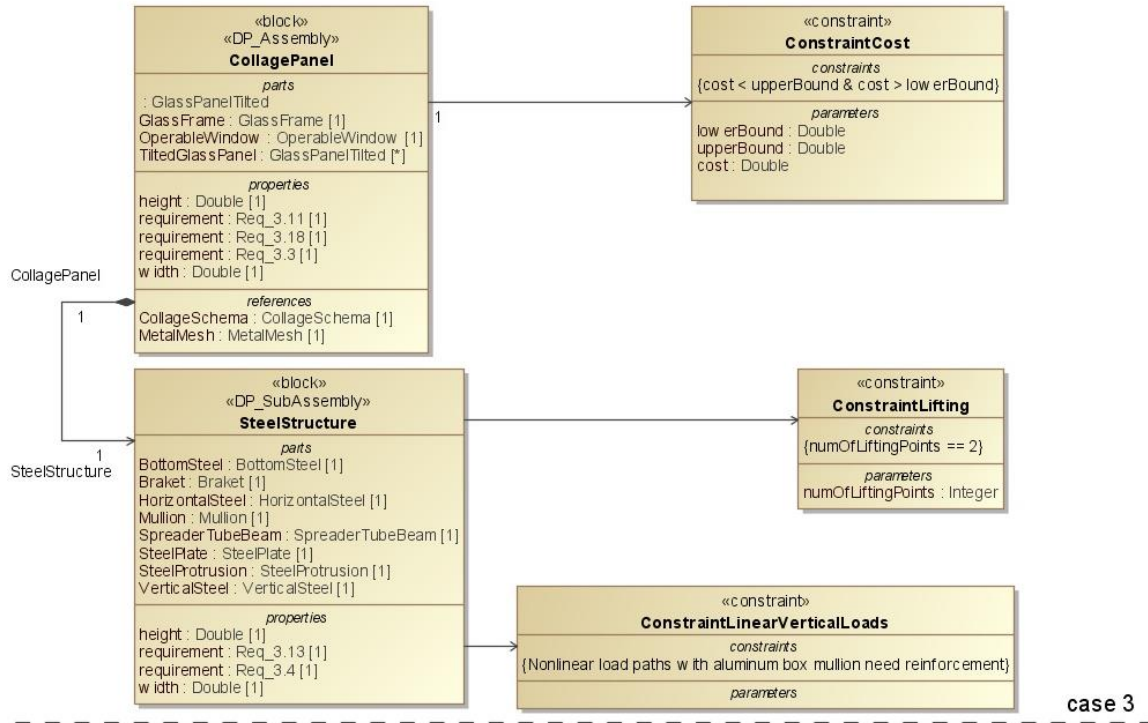 «block»
«DP_Assembly»
CollagePanel
parts
: GlassPanelTilted
GlassFrame : GlassFrame [1]
OperableWindow : OperableWindow [1]
TiltedGlassPanel : GlassPanelTilted [*]
properties
height : Double [1]
requirement : Req_3.11 [1]
requirement : Req_3.18 [1]
requirement : Req_3.3 [1]
width : Double [1]
references
CollageSchema : CollageSchema [1]
MetalMesh : MetalMesh [1]
1
«constraint»
ConstraintCost
constraints
{cost < upperBound & cost > lowerBound}
parameters
lowerBound : Double
upperBound : Double
cost : Double
CollagePanel
1
1
SteelStructure
«block»
«DP_SubAssembly»
SteelStructure
parts
BottomSteel : BottomSteel [1]
Braket : Braket [1]
HorizontalSteel : HorizontalSteel [1]
Mullion : Mullion [1]
SpreaderTubeBeam : SpreaderTubeBeam [1]
SteelPlate : SteelPlate [1]
SteelProtrusion : SteelProtrusion [1]
VerticalSteel : VerticalSteel [1]
properties
height : Double [1]
requirement : Req_3.13 [1]
requirement : Req_3.4 [1]
width : Double [1]
«constraint»
ConstraintLifting
constraints
{numOfLiftingPoints == 2}
parameters
numOfLiftingPoints : Integer
«constraint»
ConstraintLinearVerticalLoads
constraints
{Nonlinear load paths with aluminum box mullion need reinforcement}
parameters
case 3